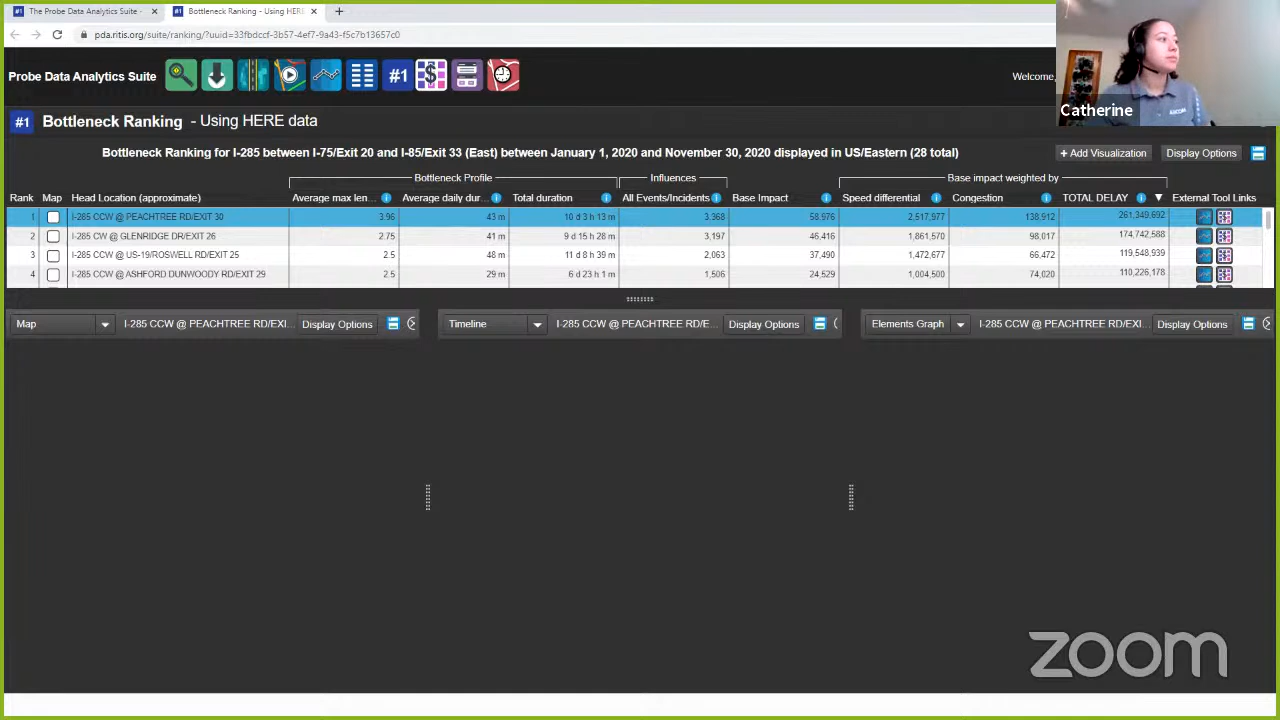 The Probe Data Analytics Suite -
Bottleneck Ranking - Using HERE
pda.ritis.org/suite/ranking/?uuid=33fbdccf-3b57-4ef7-9a43-f5c7b13657c0
Probe Data Analytics Suite
#1
Welcome,
Catherine
#1 Bottleneck Ranking - Using HERE data
Bottleneck Ranking for I-285 between I-75/Exit 20 and I-85/Exit 33 (East) between January 1, 2020 and November 30, 2020 displayed in US/Eastern (28 total)
+ Add Visualization Display Options
Bottleneck Profile Influences Base impact weighted by
Rank Map Head Location (approximate) Average max len... Average daily dur... Total duration All Events/Incidents Base Impact Speed differential Congestion TOTAL DELAY ▼ External Tool Links
1 I-285 CCW @ PEACHTREE RD/EXIT 30 3.96 43 m 10 d 3 h 13 m 3,368 58,976 2,517,977 138,912 261,349,692
2 I-285 CW @ GLENRIDGE DR/EXIT 26 2.75 41 m 9 d 15 h 28 m 3,197 46,416 1,861,570 98,017 174,742,588
3 I-285 CCW @ US-19/ROSWELL RD/EXIT 25 2.5 48 m 11 d 8 h 39 m 2,063 37,490 1,472,677 66,472 119,548,939
4 I-285 CCW @ ASHFORD DUNWOODY RD/EXIT 29 2.5 29 m 6 d 23 h 1 m 1,506 24,529 1,004,500 74,020 110,226,178
Map I-285 CCW @ PEACHTREE RD/EXI... Display Options
Timeline I-285 CCW @ PEACHTREE RD/E... Display Options
Elements Graph I-285 CCW @ PEACHTREE RD/EXI... Display Options
zoom